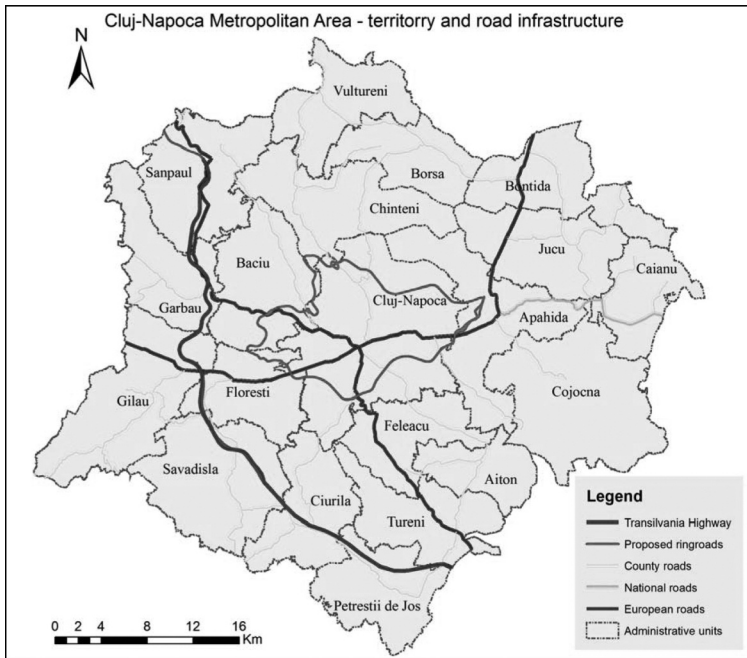 Cluj-Napoca Metropolitan Area - territorry and road infrastructure
N
Vultureni
Sanpaul
Borsa
Bontida
Chinteni
Baciu
Jucu
Caianu
Cluj-Napoca
Garbau
Apahida
Gilau
Floresti
Cojocna
Feleacu
Savadisla
Aiton
Ciurila
Tureni
Petrestii de Jos
Legend
Transilvania Highway
Proposed ringroads
County roads
National roads
European roads
Administrative units
0 2 4 8 12 16
Km